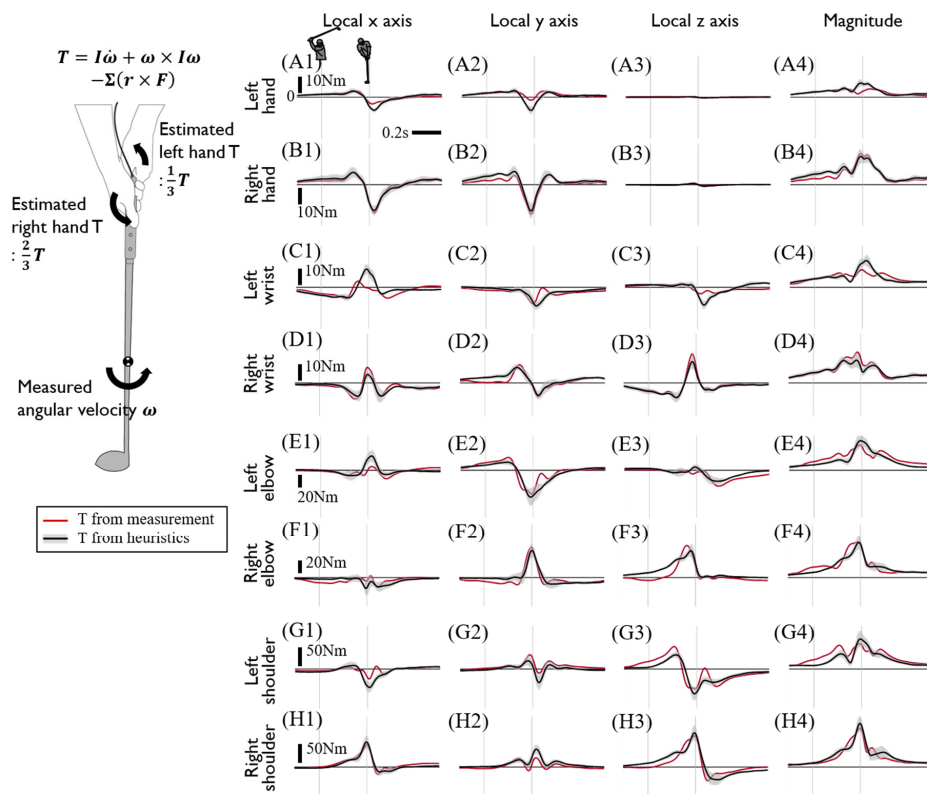 Local x axis
Local y axis
Local z axis
Magnitude
T = Iω̇ + ω × Iω
−Σ(r × F)
Estimated
left hand T
: 1/3 T
Estimated
right hand T
: 2/3 T
Measured
angular velocity ω
T from measurement
T from heuristics
Left
hand
(A1)
10Nm
0
0.2s
(A2)
(A3)
(A4)
Right
hand
(B1)
10Nm
(B2)
(B3)
(B4)
Left
wrist
(C1)
10Nm
(C2)
(C3)
(C4)
Right
wrist
(D1)
10Nm
(D2)
(D3)
(D4)
Left
elbow
(E1)
20Nm
(E2)
(E3)
(E4)
Right
elbow
(F1)
20Nm
(F2)
(F3)
(F4)
Left
shoulder
(G1)
50Nm
(G2)
(G3)
(G4)
Right
shoulder
(H1)
50Nm
(H2)
(H3)
(H4)